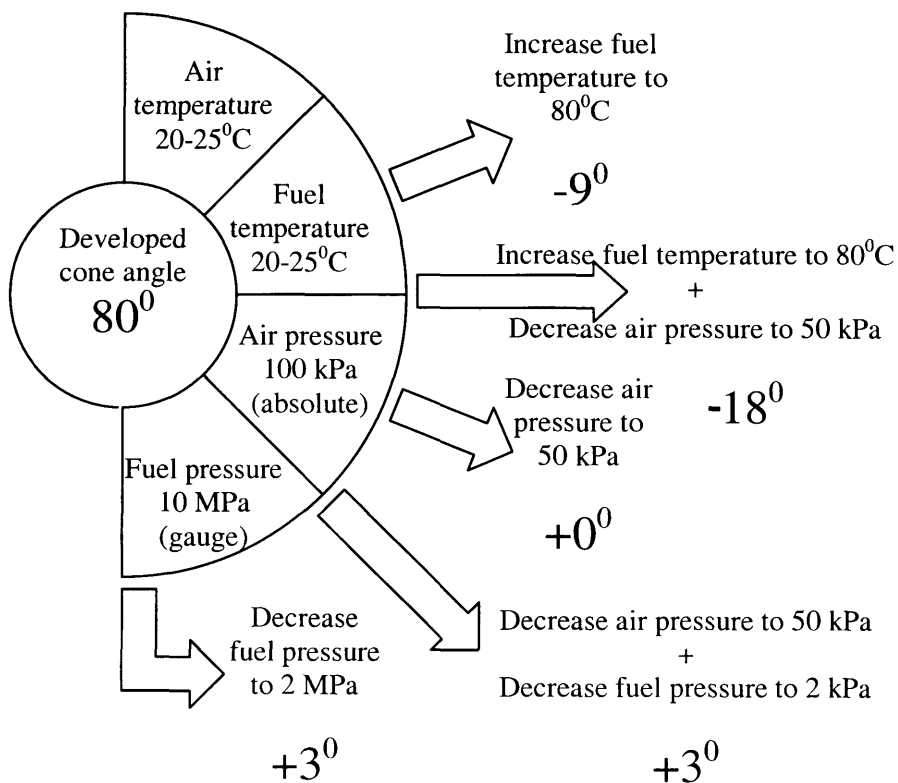 Air
temperature
20-25⁰C
Fuel
temperature
20-25⁰C
Developed
cone angle
80⁰
Air pressure
100 kPa
(absolute)
Fuel pressure
10 MPa
(gauge)
Increase fuel
temperature to
80⁰C
-9⁰
Increase fuel temperature to 80⁰C
+
Decrease air pressure to 50 kPa
-18⁰
Decrease air
pressure to
50 kPa
+0⁰
Decrease air pressure to 50 kPa
+
Decrease fuel pressure to 2 kPa
+3⁰
Decrease
fuel pressure
to 2 MPa
+3⁰